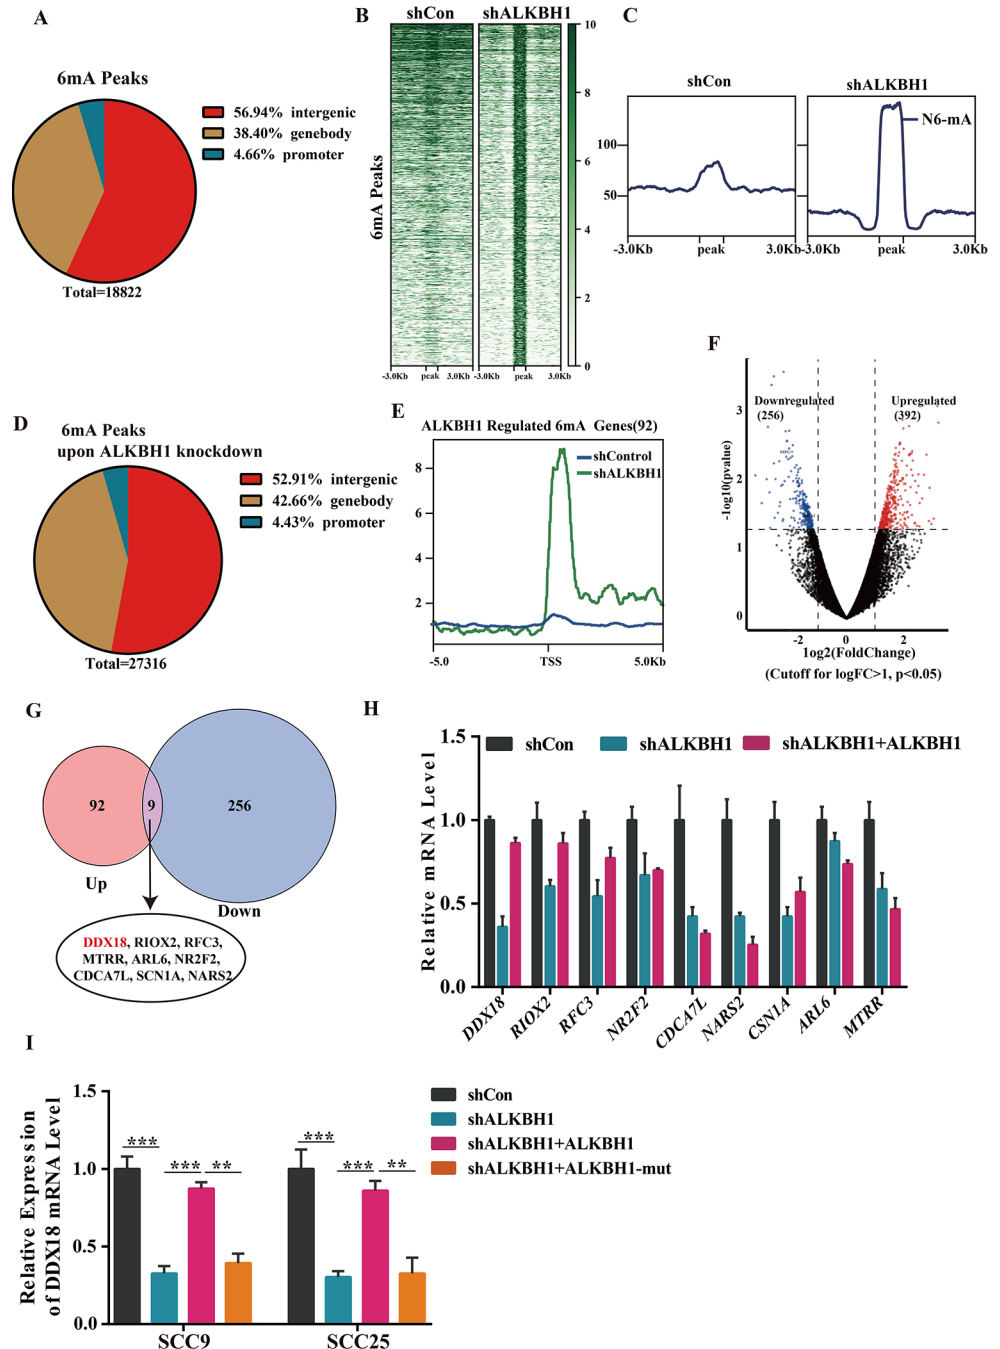 A
6mA Peaks
56.94% intergenic
38.40% genebody
4.66% promoter
Total=18822
B
shCon
shALKBH1
6mA Peaks
10
8
6
4
2
0
-3.0Kb
peak
3.0Kb
-3.0Kb
peak
3.0Kb
C
shCon
shALKBH1
N6-mA
100
50
-3.0Kb
peak
3.0Kb
-3.0Kb
peak
3.0Kb
D
6mA Peaks
upon ALKBH1 knockdown
52.91% intergenic
42.66% genebody
4.43% promoter
Total=27316
E
ALKBH1 Regulated 6mA Genes(92)
shControl
shALKBH1
8
6
4
2
-5.0
TSS
5.0Kb
F
Downregulated
(256)
Upregulated
(392)
DDX18
-log10(pvalue)
3
2
1
0
-2
0
2
log2(FoldChange)
(Cutoff for logFC>1, p<0.05)
G
92
9
256
Up
Down
DDX18, RIOX2, RFC3,
MTRR, ARL6, NR2F2,
CDCA7L, SCN1A, NARS2
H
shCon
shALKBH1
shALKBH1+ALKBH1
Relative mRNA Level
1.5
1.0
0.5
0.0
DDX18
RIOX2
RFC3
NR2F2
CDCA7L
NARS2
CSN1A
ARL6
MTRR
I
Relative Expression
of DDX18 mRNA Level
1.5
1.0
0.5
0.0
***
***
**
***
***
**
SCC9
SCC25
shCon
shALKBH1
shALKBH1+ALKBH1
shALKBH1+ALKBH1-mut